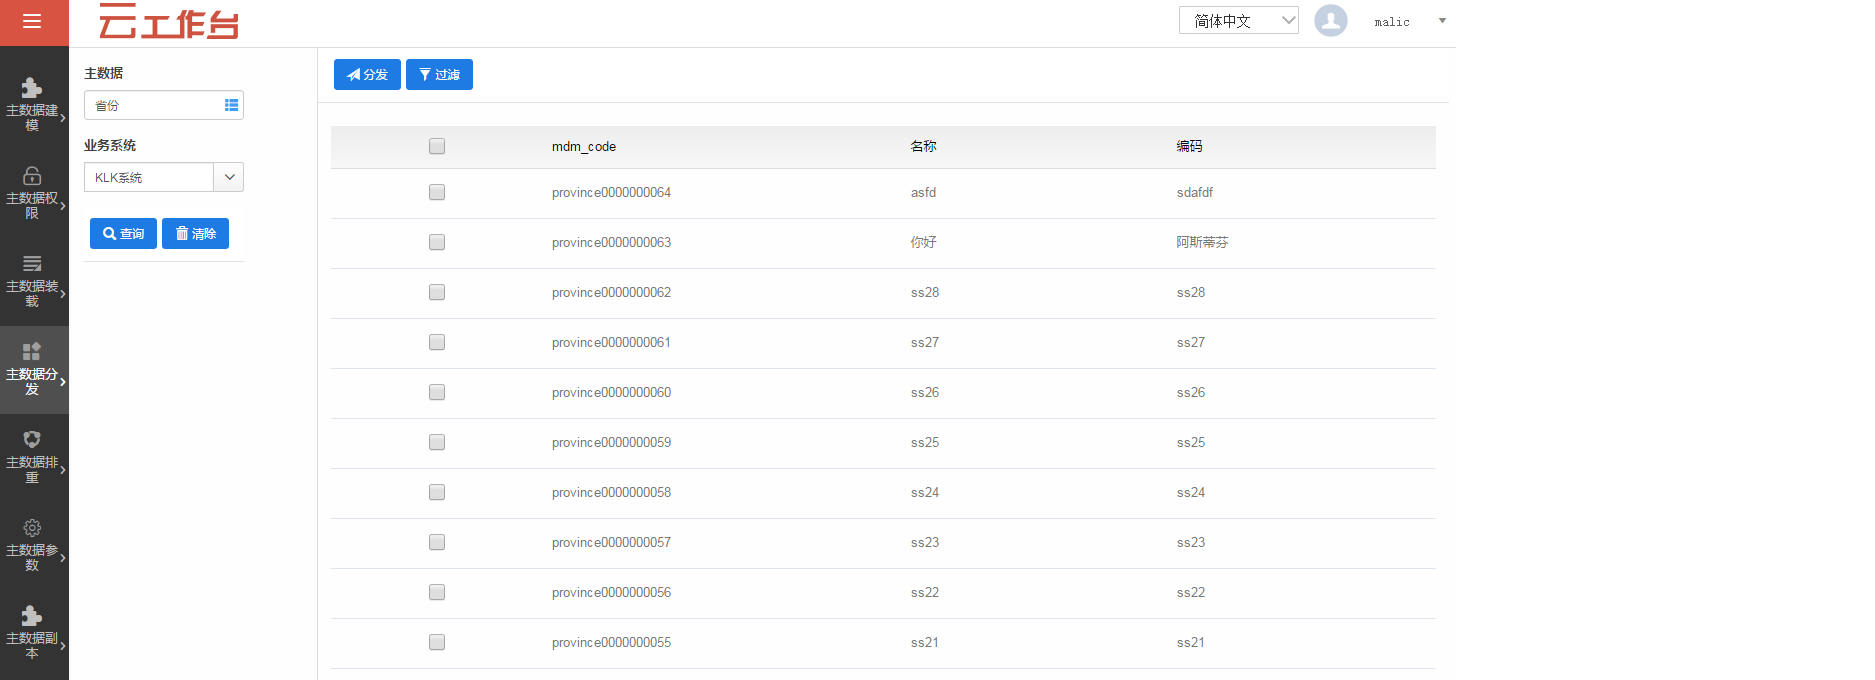 云工作台
简体中文
malic
主数据建
模
主数据权
限
主数据装
载
主数据分
发
主数据排
重
主数据参
数
主数据副
本
主数据
省份
业务系统
KLK系统
查询 清除
分发 过滤
mdm_code 名称 编码
province0000000064 asfd sdafdf
province0000000063 你好 阿斯蒂芬
province0000000062 ss28 ss28
province0000000061 ss27 ss27
province0000000060 ss26 ss26
province0000000059 ss25 ss25
province0000000058 ss24 ss24
province0000000057 ss23 ss23
province0000000056 ss22 ss22
province0000000055 ss21 ss21